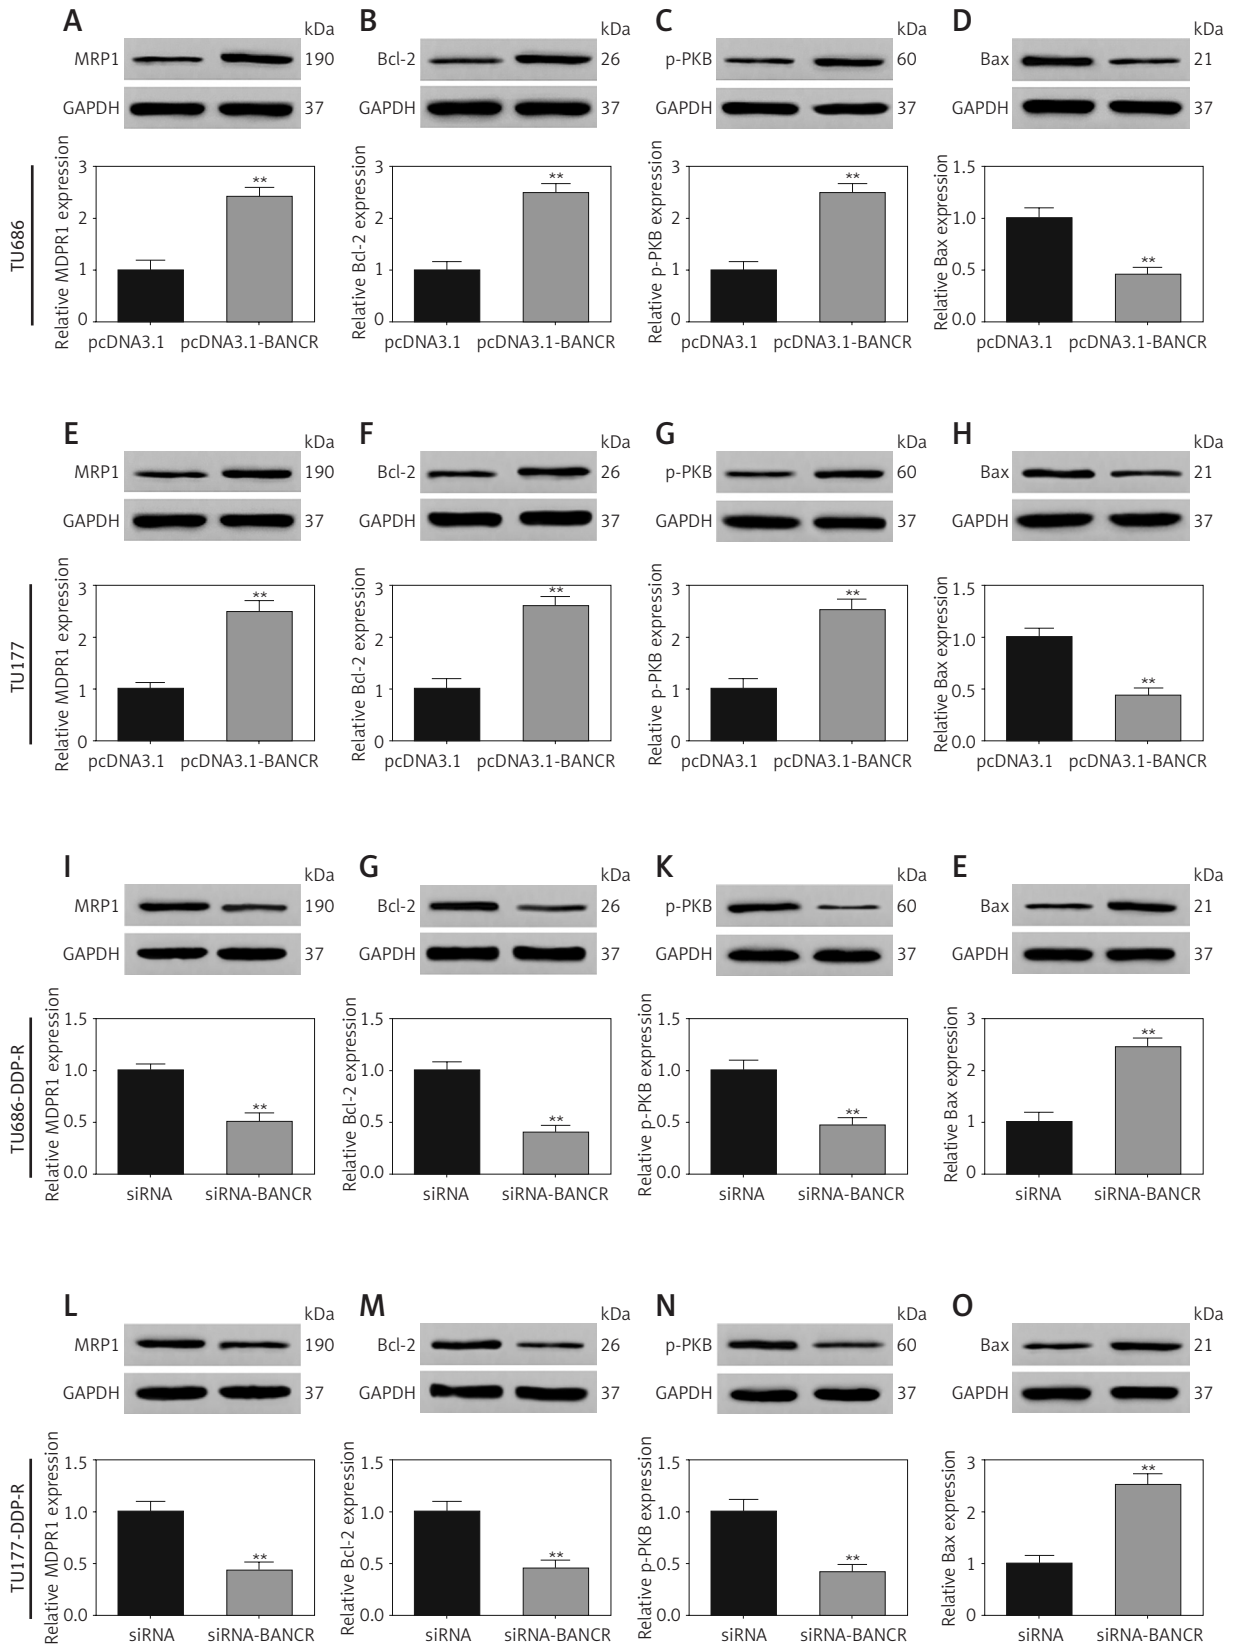 A
B
C
D
kDa
kDa
kDa
kDa
MRP1
190
Bcl-2
26
p-PKB
60
Bax
21
GAPDH
37
GAPDH
37
GAPDH
37
GAPDH
37
TU686
Relative MDPR1 expression
3
2
1
0
pcDNA3.1
pcDNA3.1-BANCR
**
Relative Bcl-2 expression
3
2
1
0
pcDNA3.1
pcDNA3.1-BANCR
**
Relative p-PKB expression
3
2
1
0
pcDNA3.1
pcDNA3.1-BANCR
**
Relative Bax expression
1.5
1.0
0.5
0.0
pcDNA3.1
pcDNA3.1-BANCR
**
E
F
G
H
kDa
kDa
kDa
kDa
MRP1
190
Bcl-2
26
p-PKB
60
Bax
21
GAPDH
37
GAPDH
37
GAPDH
37
GAPDH
37
TU177
Relative MDPR1 expression
3
2
1
0
pcDNA3.1
pcDNA3.1-BANCR
**
Relative Bcl-2 expression
3
2
1
0
pcDNA3.1
pcDNA3.1-BANCR
**
Relative p-PKB expression
3
2
1
0
pcDNA3.1
pcDNA3.1-BANCR
**
Relative Bax expression
1.5
1.0
0.5
0.0
pcDNA3.1
pcDNA3.1-BANCR
**
I
G
K
E
kDa
kDa
kDa
kDa
MRP1
190
Bcl-2
26
p-PKB
60
Bax
21
GAPDH
37
GAPDH
37
GAPDH
37
GAPDH
37
TU686-DDP-R
Relative MDPR1 expression
1.5
1.0
0.5
0.0
siRNA
siRNA-BANCR
**
Relative Bcl-2 expression
1.5
1.0
0.5
0.0
siRNA
siRNA-BANCR
**
Relative p-PKB expression
1.5
1.0
0.5
0.0
siRNA
siRNA-BANCR
**
Relative Bax expression
3
2
1
0
siRNA
siRNA-BANCR
**
L
M
N
O
kDa
kDa
kDa
kDa
MRP1
190
Bcl-2
26
p-PKB
60
Bax
21
GAPDH
37
GAPDH
37
GAPDH
37
GAPDH
37
TU177-DDP-R
Relative MDPR1 expression
1.5
1.0
0.5
0.0
siRNA
siRNA-BANCR
**
Relative Bcl-2 expression
1.5
1.0
0.5
0.0
siRNA
siRNA-BANCR
**
Relative p-PKB expression
1.5
1.0
0.5
0.0
siRNA
siRNA-BANCR
**
Relative Bax expression
3
2
1
0
siRNA
siRNA-BANCR
**